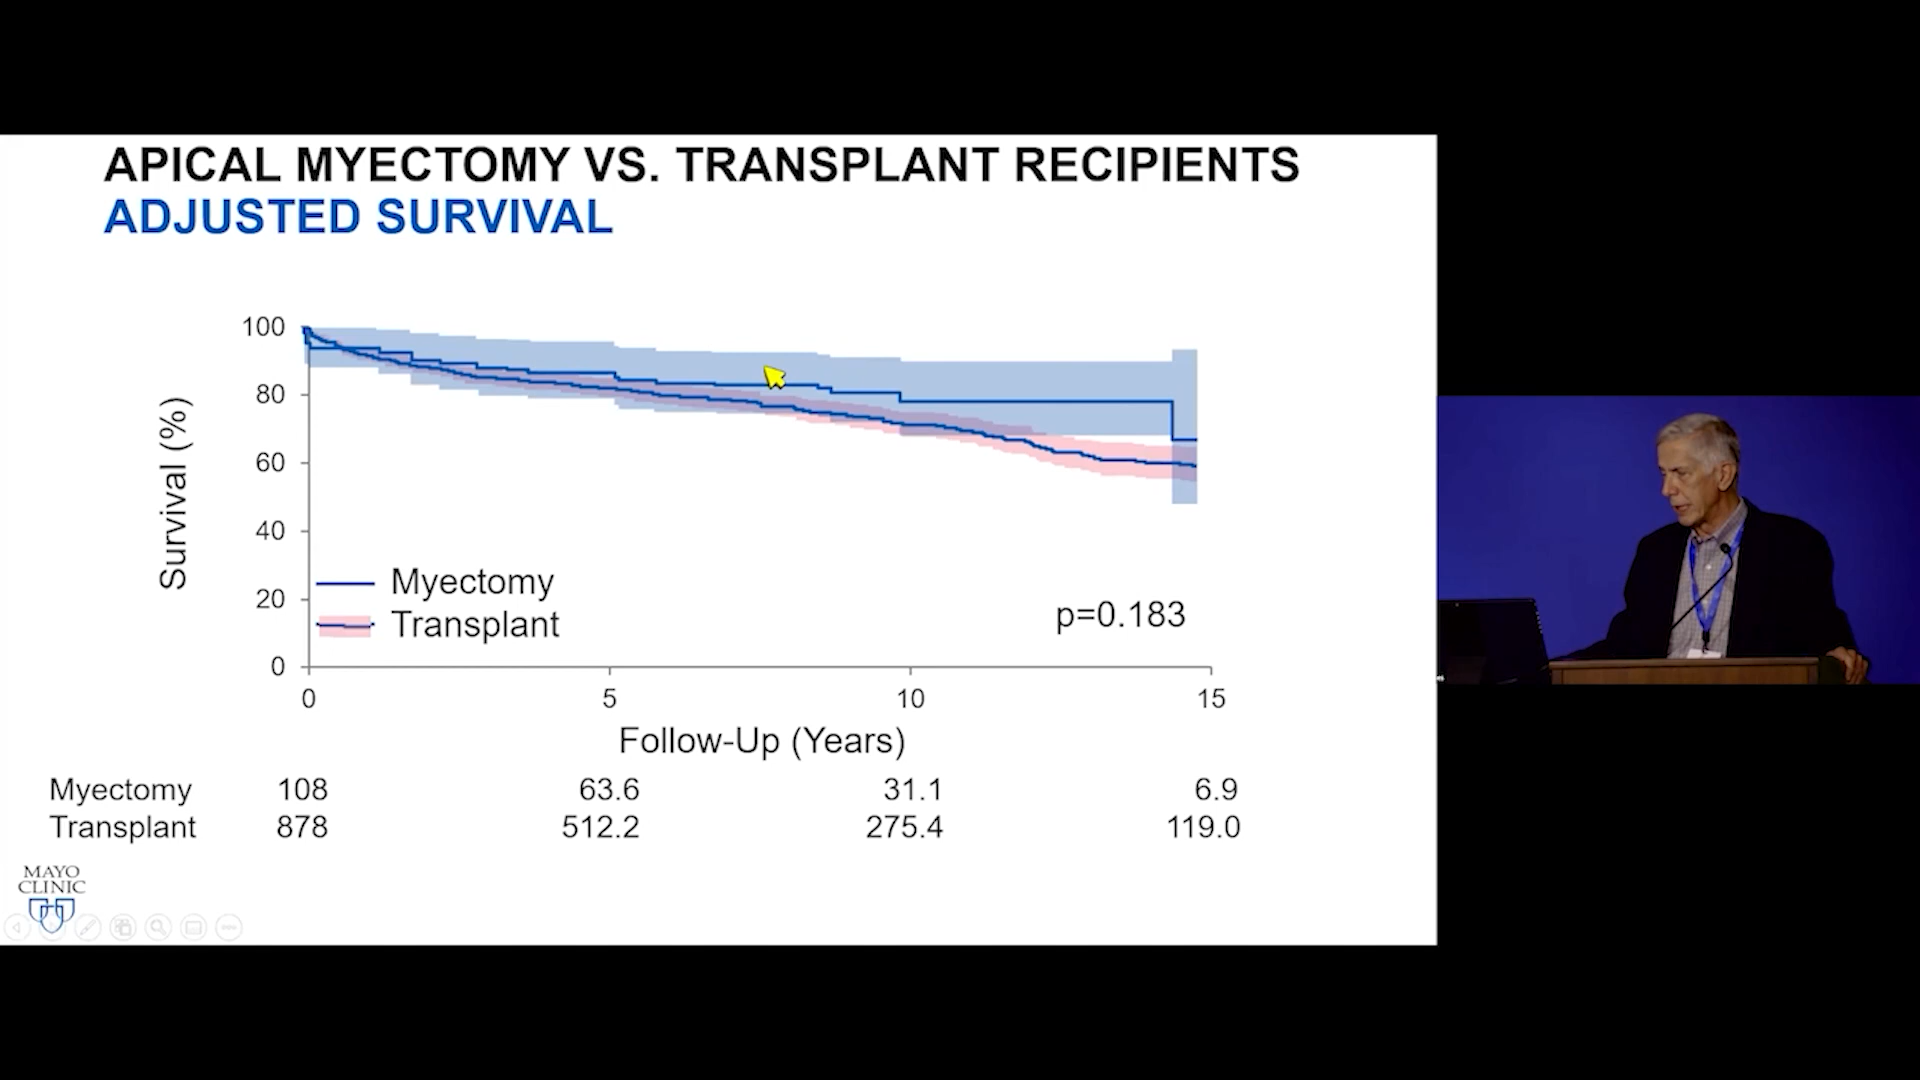 APICAL MYECTOMY VS. TRANSPLANT RECIPIENTS
ADJUSTED SURVIVAL
100
80
60
40
20
0
Survival (%)
Myectomy
Transplant
p=0.183
0 5 10 15
Follow-Up (Years)
Myectomy 108 63.6 31.1 6.9
Transplant 878 512.2 275.4 119.0
MAYO
CLINIC